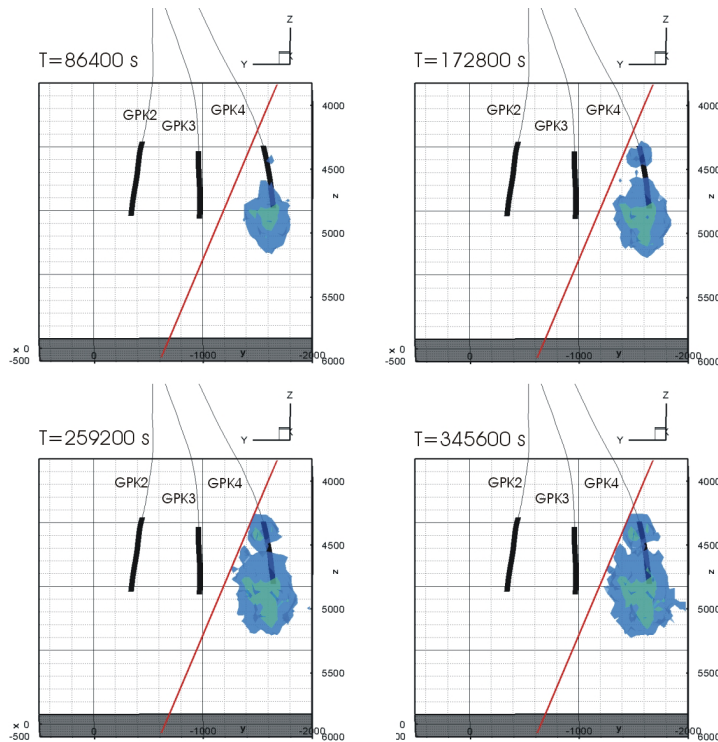 Z
T=86400 s
Y
4000
GPK2
GPK4
GPK3
4500
z
5000
5500
x 0
-500
0
-1000
y
-2000
6000
Z
T=172800 s
Y
4000
GPK2
GPK4
GPK3
4500
z
5000
5500
x 0
-500
0
-1000
y
-2000
6000
Z
T=259200 s
Y
4000
GPK2
GPK4
GPK3
4500
z
5000
5500
x 0
-500
0
-1000
y
-2000
6000
Z
T=345600 s
Y
4000
GPK2
GPK4
GPK3
4500
z
5000
5500
0
0
-1000
y
-2000
6000